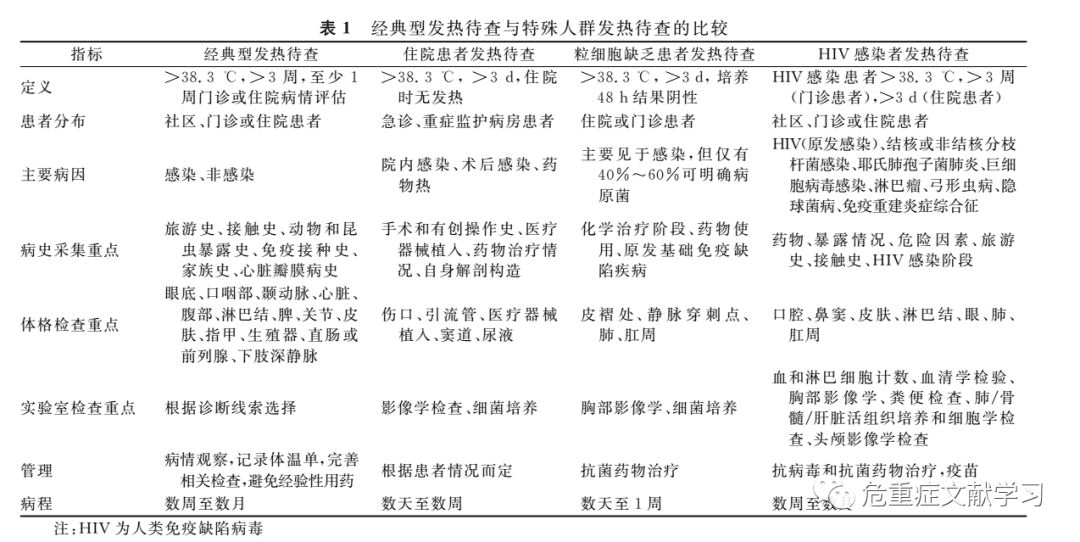 表 1 经典型发热待查与特殊人群发热待查的比较
指标 经典型发热待查 住院患者发热待查 粒细胞缺乏患者发热待查 HIV 感染者发热待查
定义
>38.3 ℃,>3 周,至少 1
周门诊或住院病情评估
>38.3 ℃, >3 d,住院
时无发热
>38.3℃, >3 d, 培养
48 h 结果阴性
HIV 感染患者>38.3 ℃,>3 周
(门诊患者),>3 d(住院患者)
患者分布 社区、门诊或住院患者 急诊、重症监护病房患者 住院或门诊患者 社区、门诊或住院患者
主要病因
感染、非感染
院内感染、术后感染、药
物热
主要见于感染,但仅有
40%～60%可明确病
原菌
HIV(原发感染)、结核或非结核分枝
杆菌感染、耶氏肺孢子菌肺炎、巨细
胞病毒感染、淋巴瘤、弓形虫病、隐
球菌病、免疫重建炎症综合征
病史采集重点
旅游史、接触史、动物和昆
虫暴露史、免疫接种史、
家族史、心脏瓣膜病史
手术和有创操作史、医疗
器械植入、药物治疗情
况、自身解剖构造
化学治疗阶段、药物使
用、原发基础免疫缺
陷疾病
药物、暴露情况、危险因素、旅游
史、接触史、HIV 感染阶段
体格检查重点
眼底、口咽部、颞动脉、心脏、
腹部、淋巴结、脾、关节、皮
肤、指甲、生殖器、直肠或
前列腺、下肢深静脉
伤口、引流管、医疗器械
植入、窦道、尿液
皮褶处、静脉穿刺点、
肺、肛周
口腔、鼻窦、皮肤、淋巴结、眼、肺、
肛周
实验室检查重点
根据诊断线索选择
影像学检查、细菌培养
胸部影像学、细菌培养
血和淋巴细胞计数、血清学检验、
胸部影像学、粪便检查、肺/骨
髓/肝脏活组织培养和细胞学检
查、头颅影像学检查
管理
病情观察,记录体温单,完善
相关检查,避免经验性用药
根据患者情况而定
抗菌药物治疗
抗病毒和抗菌药物治疗,疫苗
病程 数周至数月 数天至数周 数天至 1 周 数周至数
注:HIV 为人类免疫缺陷病毒
危重症文献学习